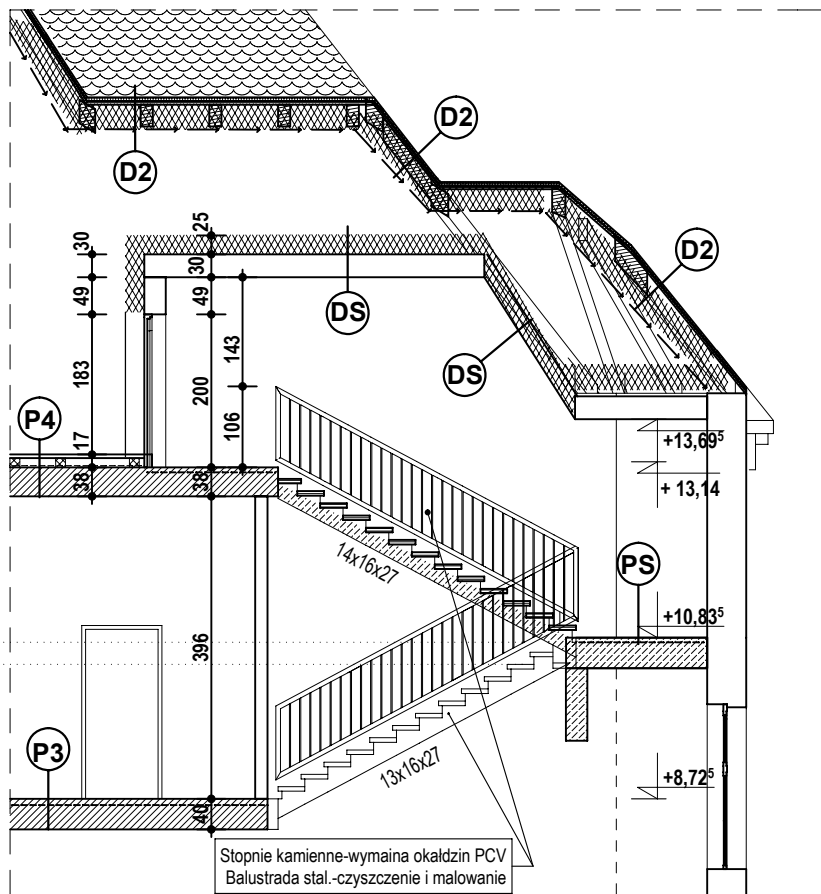 D2
D2
D2
25
30
30
49
49
DS
DS
143
183
200
106
P4
17
38
38
+13,69⁵
+ 13,14
14x16x27
PS
+10,83⁵
396
13x16x27
P3
+8,72⁵
40
Stopnie kamienne-wymaina okałdzin PCV
Balustrada stal.-czyszczenie i malowanie